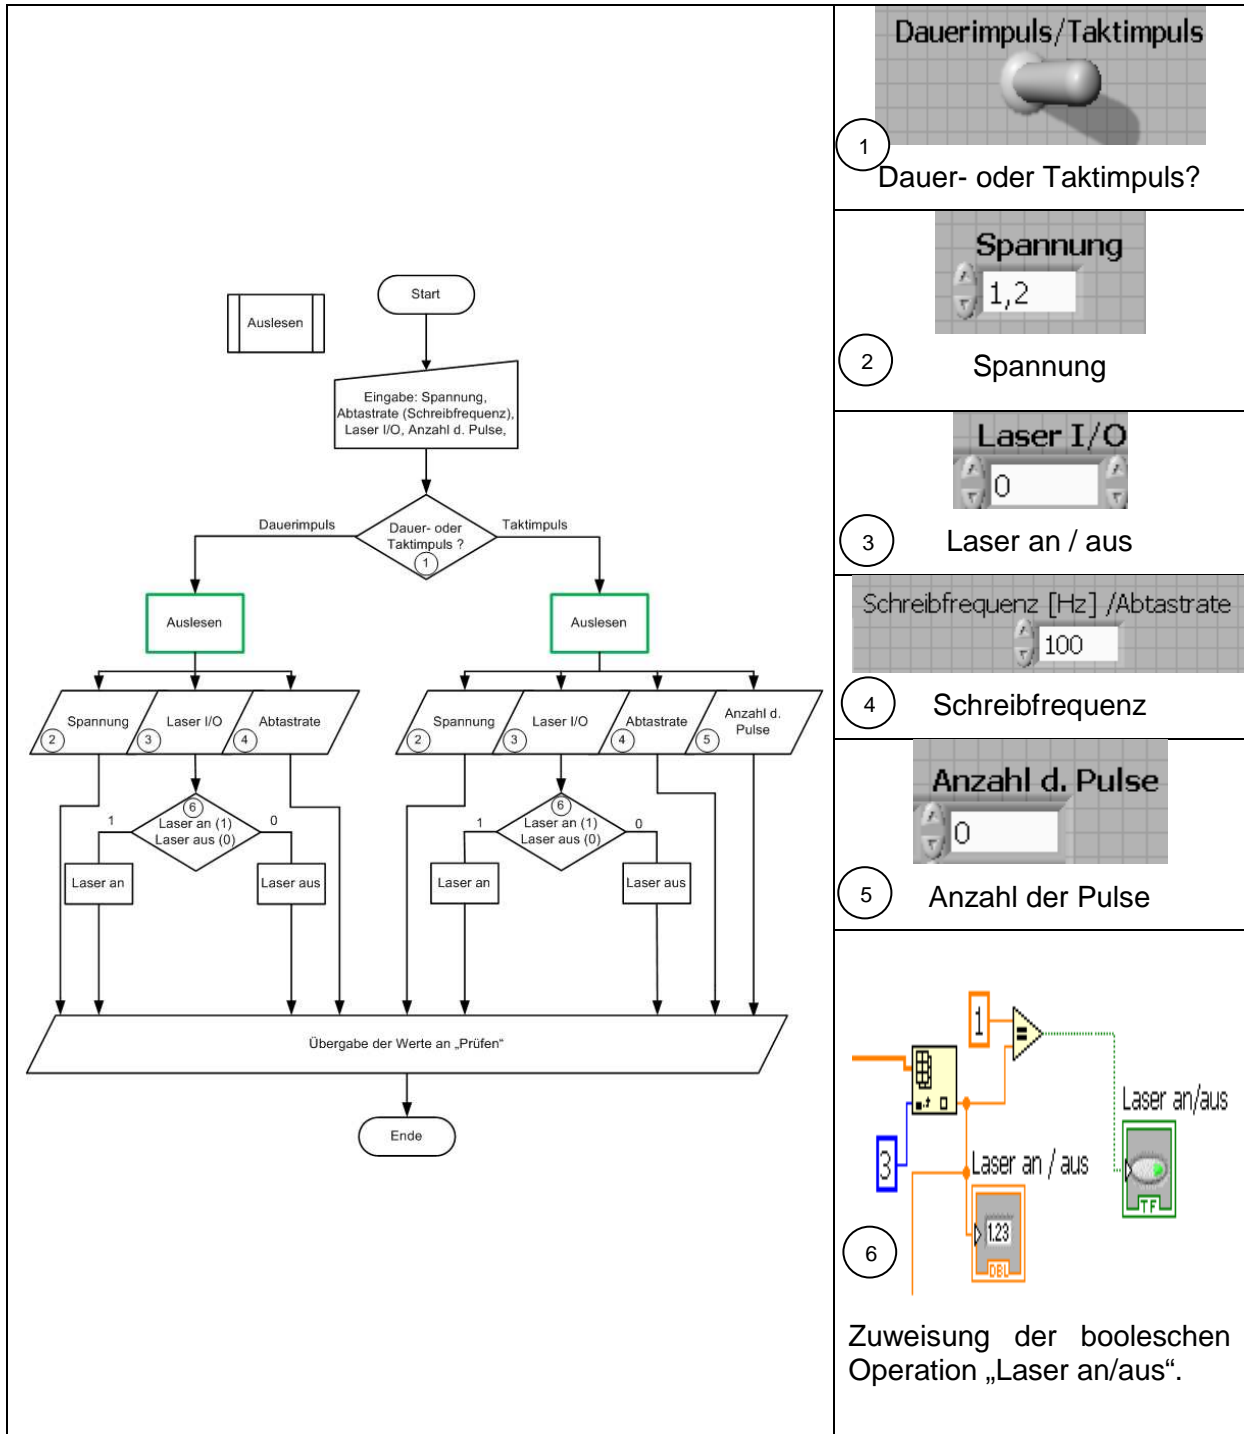 Auslesen
Start
Eingabe: Spannung,
Abtastrate (Schreibfrequenz),
Laser I/O, Anzahl d. Pulse,
Dauerimpuls
Dauer- oder
Taktimpuls ?
1
Taktimpuls
Auslesen
Auslesen
Spannung
2
Laser I/O
3
Abtastrate
4
Spannung
2
Laser I/O
3
Abtastrate
4
Anzahl d.
Pulse
5
6
Laser an (1)
Laser aus (0)
1
0
6
Laser an (1)
Laser aus (0)
1
0
Laser an
Laser aus
Laser an
Laser aus
Übergabe der Werte an „Prüfen“
Ende
Dauerimpuls/Taktimpuls
1
Dauer- oder Taktimpuls?
Spannung
1,2
2
Spannung
Laser I/O
0
3
Laser an / aus
Schreibfrequenz [Hz] /Abtastrate
100
4
Schreibfrequenz
Anzahl d. Pulse
0
5
Anzahl der Pulse
1
=
3
Laser an/aus
TF
Laser an / aus
1.23
DBL
6
Zuweisung der booleschen
Operation „Laser an/aus“.